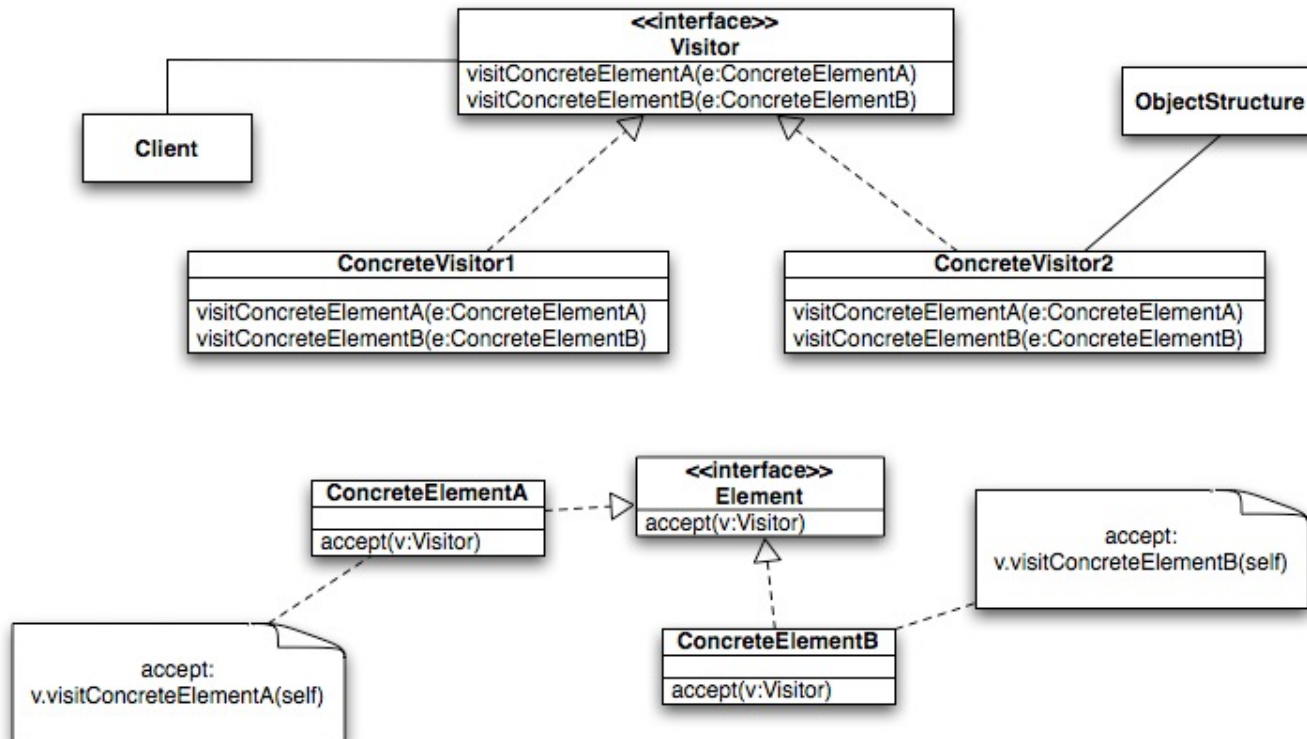 <<interface>>
Visitor
visitConcreteElementA(e:ConcreteElementA)
visitConcreteElementB(e:ConcreteElementB)
Client
ObjectStructure
ConcreteVisitor1
visitConcreteElementA(e:ConcreteElementA)
visitConcreteElementB(e:ConcreteElementB)
ConcreteVisitor2
visitConcreteElementA(e:ConcreteElementA)
visitConcreteElementB(e:ConcreteElementB)
ConcreteElementA
accept(v:Visitor)
<<interface>>
Element
accept(v:Visitor)
accept:
v.visitConcreteElementB(self)
accept:
v.visitConcreteElementA(self)
ConcreteElementB
accept(v:Visitor)